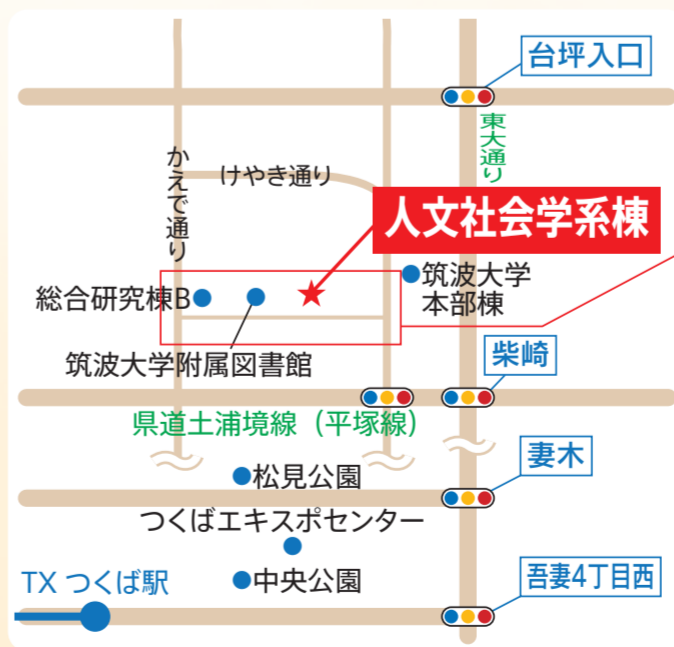 台坪入口
東大通り
かえで通り
けやき通り
人文社会学系棟
筑波大学
本部棟
総合研究棟B
筑波大学附属図書館
柴崎
県道土浦境線（平塚線）
妻木
松見公園
つくばエキスポセンター
TX つくば駅
中央公園
吾妻4丁目西